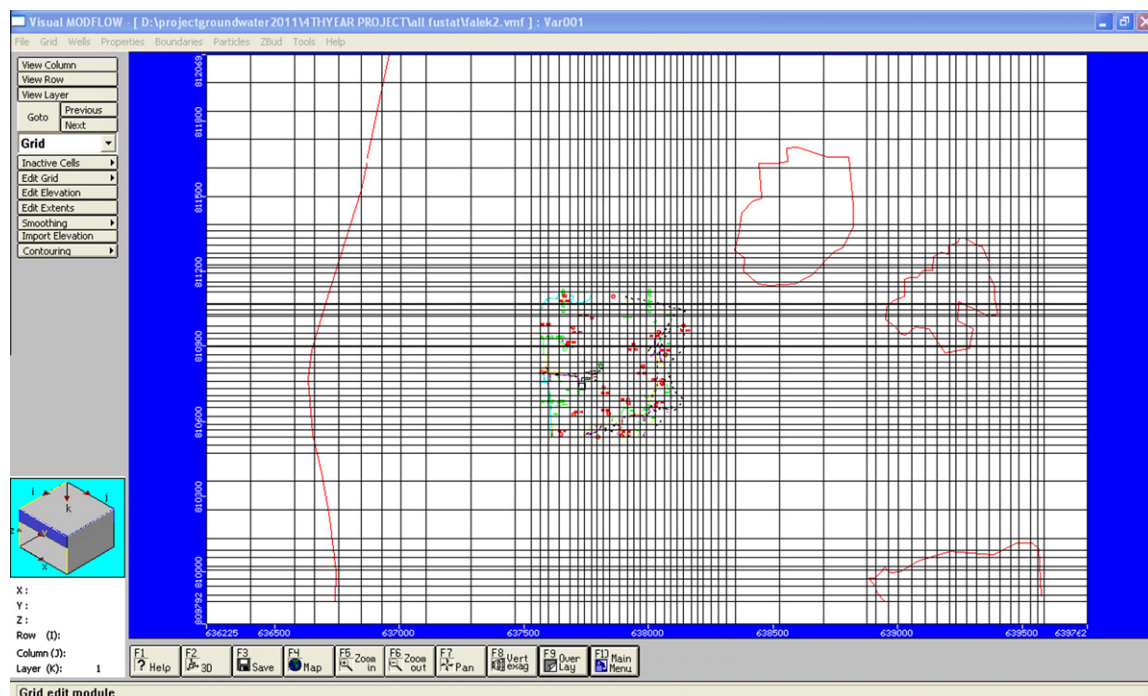 Visual MODFLOW - [ D:\projectgroundwater2011\4THYEAR PROJECT\all fustat\falek2.vmf ] : Var001
File Grid Wells Properties Boundaries Particles ZBud Tools Help
View Column
View Row
View Layer
Goto
Previous
Next
Grid
Inactive Cells
Edit Grid
Edit Elevation
Edit Extents
Smoothing
Import Elevation
Contouring
812069
811800
811500
811200
810900
810600
810300
810000
809792
636225 636500 637000 637500 638000 638500 639000 639500 639762
i
j
k
z
Y
X
X :
Y :
Z :
Row (I):
Column (J):
Layer (K): 1
F1 Help
F2 3D
F3 Save
F4 Map
F5 Zoom in
F6 Zoom out
F7 Pan
F8 Vert exag
F9 Over Lay
F10 Main Menu
Grid edit module